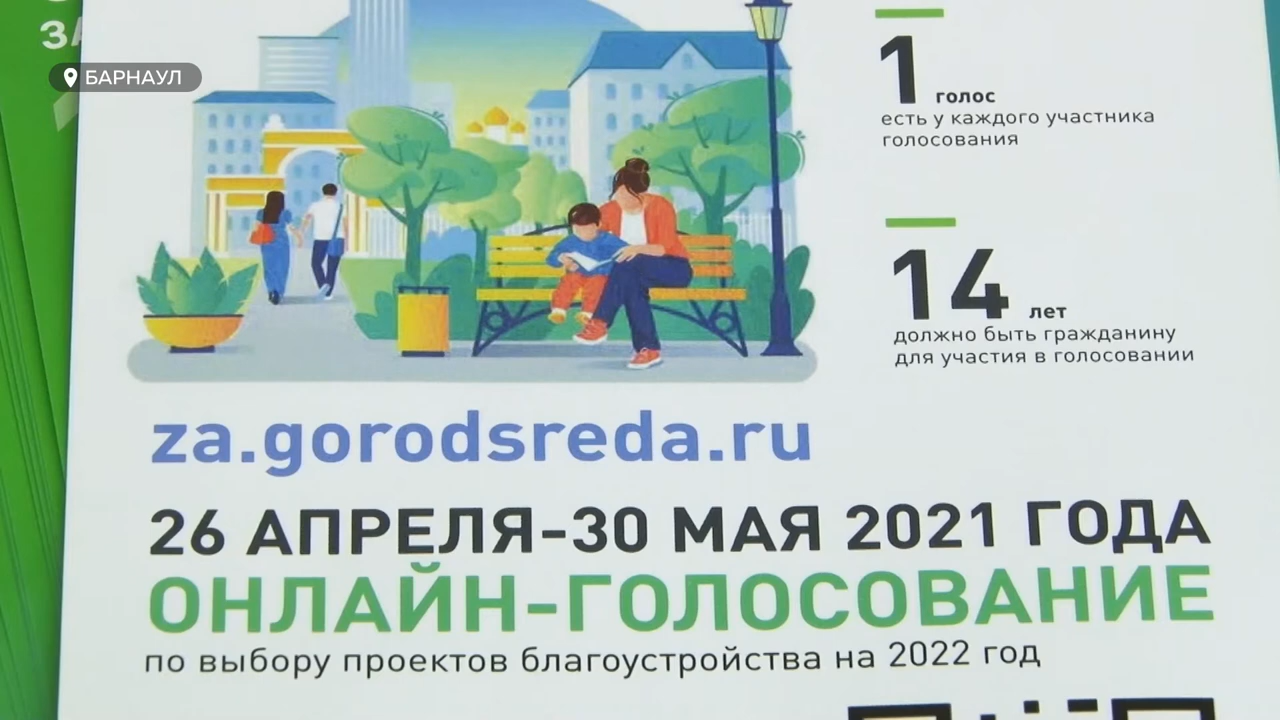 ЗА
БАРНАУЛ
1 голос
есть у каждого участника
голосования
14 лет
должно быть гражданину
для участия в голосовании
za.gorodsreda.ru
26 АПРЕЛЯ-30 МАЯ 2021 ГОДА
ОНЛАЙН-ГОЛОСОВАНИЕ
по выбору проектов благоустройства на 2022 год